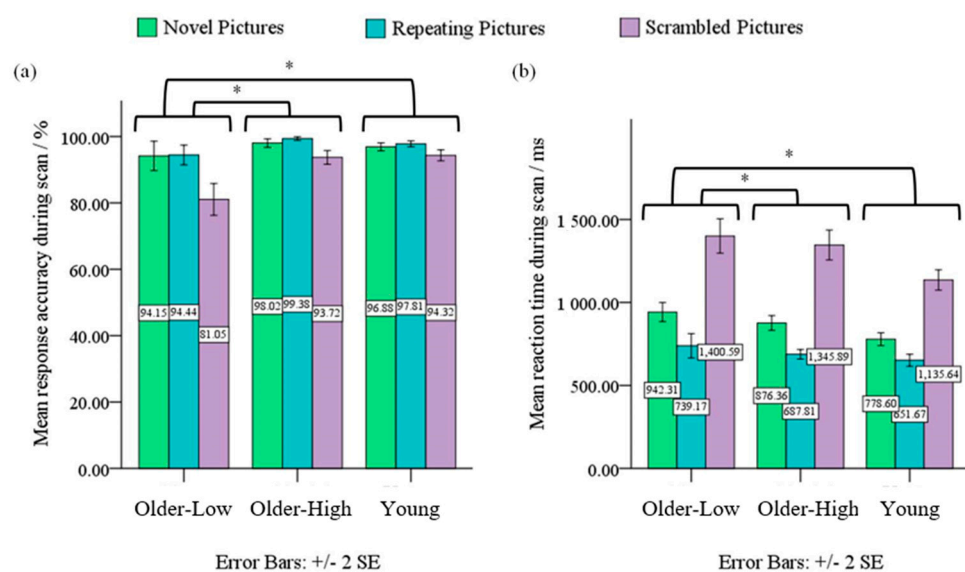 Novel Pictures Repeating Pictures Scrambled Pictures
(a)
Mean response accuracy during scan / %
100.00
80.00
60.00
40.00
20.00
0.00
*
*
94.15 94.44 81.05
98.02 99.38 93.72
96.88 97.81 94.32
Older-Low Older-High Young
Error Bars: +/- 2 SE
(b)
Mean reaction time during scan / ms
1 500.00
1 000.00
500.00
0.00
*
*
942.31 739.17 1,400.59
876.36 687.81 1,345.89
778.60 651.67 1,135.64
Older-Low Older-High Young
Error Bars: +/- 2 SE